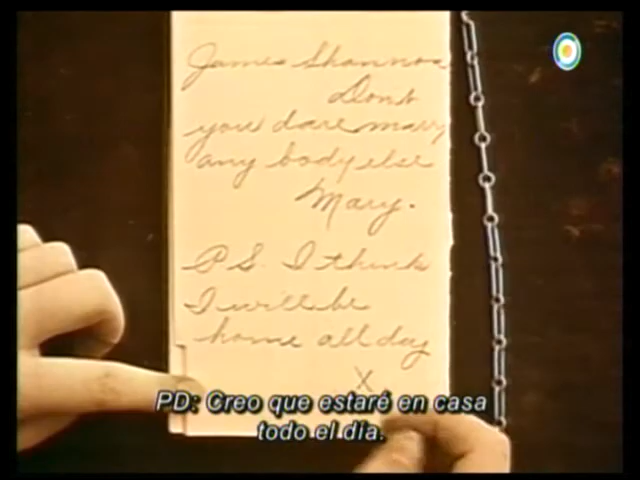 James Shannon
Dont
you dare marry
any body else
Mary.
P.S. I think
I will be
home all day
X
PD: Creo que estaré en casa
todo el día.